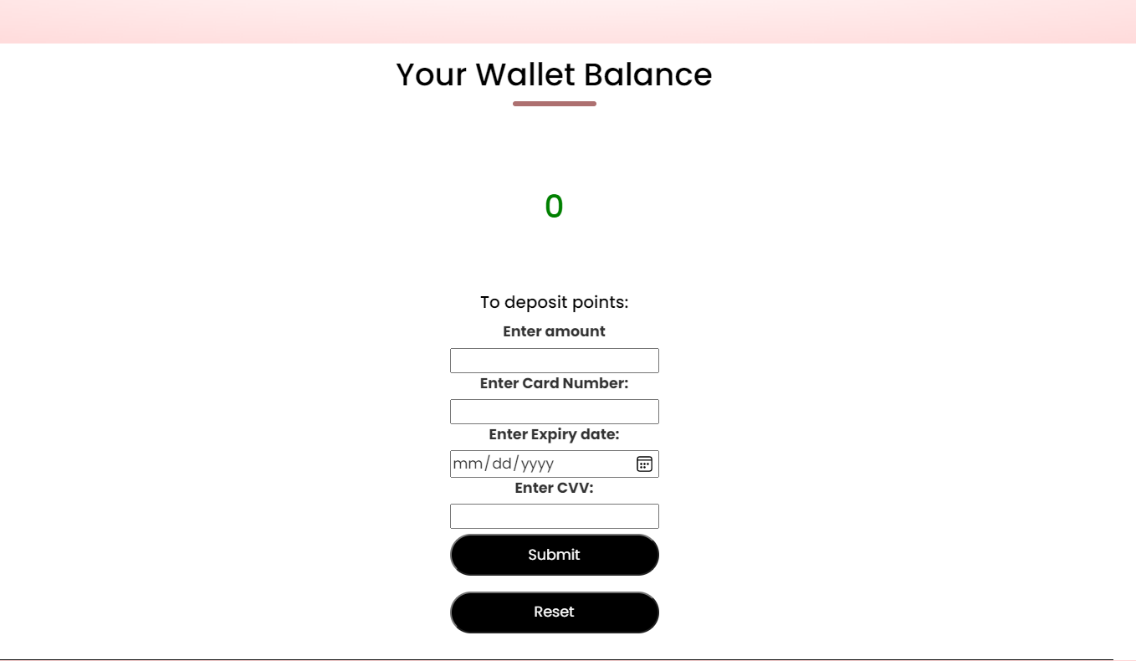 Your Wallet Balance
0
To deposit points:
Enter amount
Enter Card Number:
Enter Expiry date:
mm/dd/yyyy
Enter CVV:
Submit
Reset